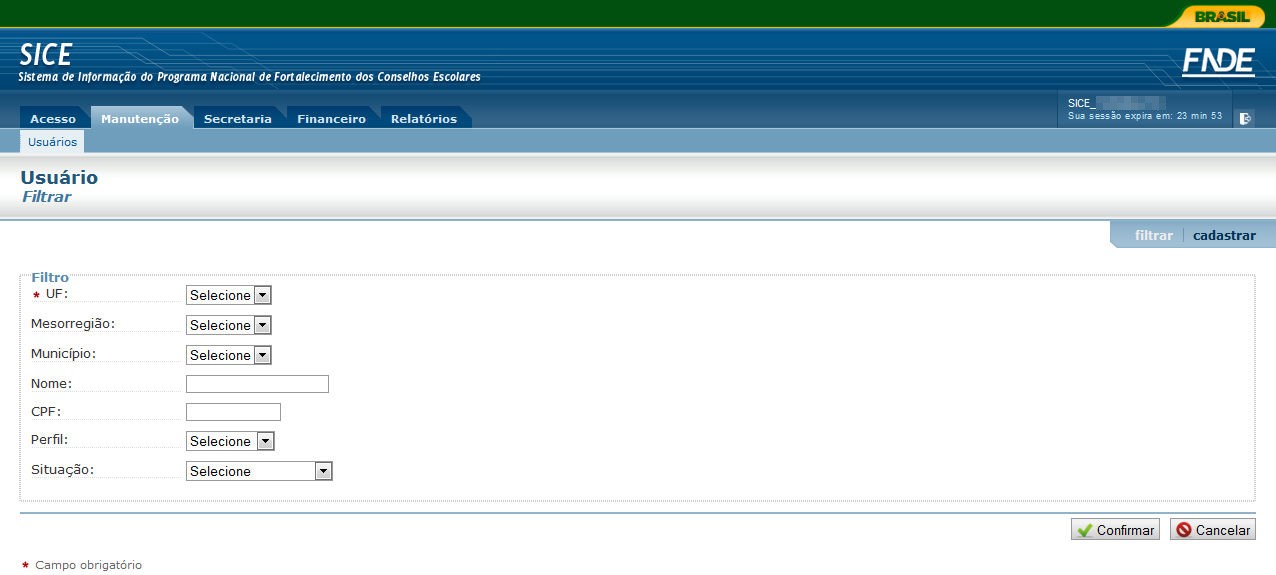 BRASIL
SICE
Sistema de Informação do Programa Nacional de Fortalecimento dos Conselhos Escolares
FNDE
Acesso Manutenção Secretaria Financeiro Relatórios
SICE_
Sua sessão expira em: 23 min 53
Usuários
Usuário
Filtrar
filtrar cadastrar
Filtro
* UF: Selecione
Mesorregião: Selecione
Município: Selecione
Nome:
CPF:
Perfil: Selecione
Situação: Selecione
Confirmar Cancelar
* Campo obrigatório